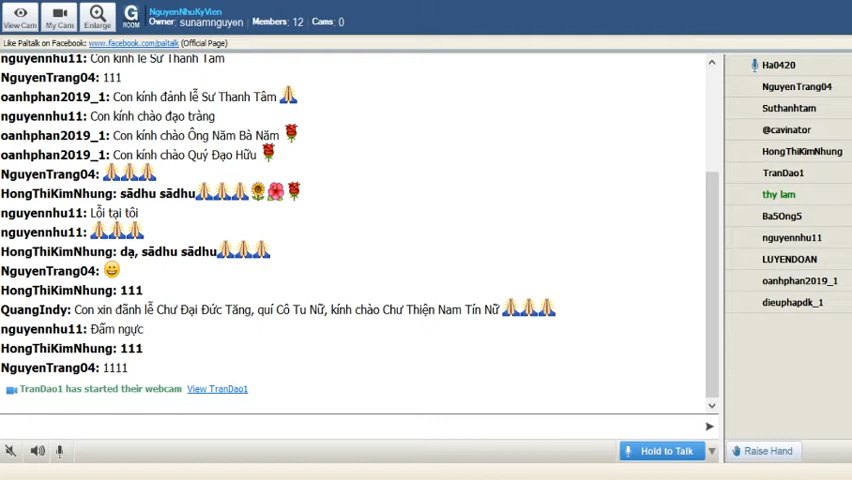 NguyenNhuKyVien
Owner: sunamnguyen Members: 12 Cams: 0
View Cam My Cam Enlarge G ROOM
Like Paltalk on Facebook: www.facebook.com/paltalk (Official Page)
nguyennhu11: Con kính lễ Sư Thanh Tâm
NguyenTrang04: 111
oanhphan2019_1: Con kính đảnh lễ Sư Thanh Tâm
nguyennhu11: Con kính chào đạo tràng
oanhphan2019_1: Con kính chào Ông Năm Bà Năm
oanhphan2019_1: Con kính chào Quý Đạo Hữu
NguyenTrang04:
HongThiKimNhung: sādhu sādhu
nguyennhu11: Lỗi tại tôi
nguyennhu11:
HongThiKimNhung: dạ, sādhu sādhu
NguyenTrang04:
HongThiKimNhung: 111
QuangIndy: Con xin đãnh lễ Chư Đại Đức Tăng, quí Cô Tu Nữ, kính chào Chư Thiện Nam Tín Nữ
nguyennhu11: Đấm ngực
HongThiKimNhung: 111
NguyenTrang04: 1111
TranDao1 has started their webcam View TranDao1
Hold to Talk
Ha0420
NguyenTrang04
Suthanhtam
@cavinator
HongThiKimNhung
TranDao1
thy lam
Ba5Ong5
nguyennhu11
LUYENDOAN
oanhphan2019_1
dieuphapdk_1
Raise Hand